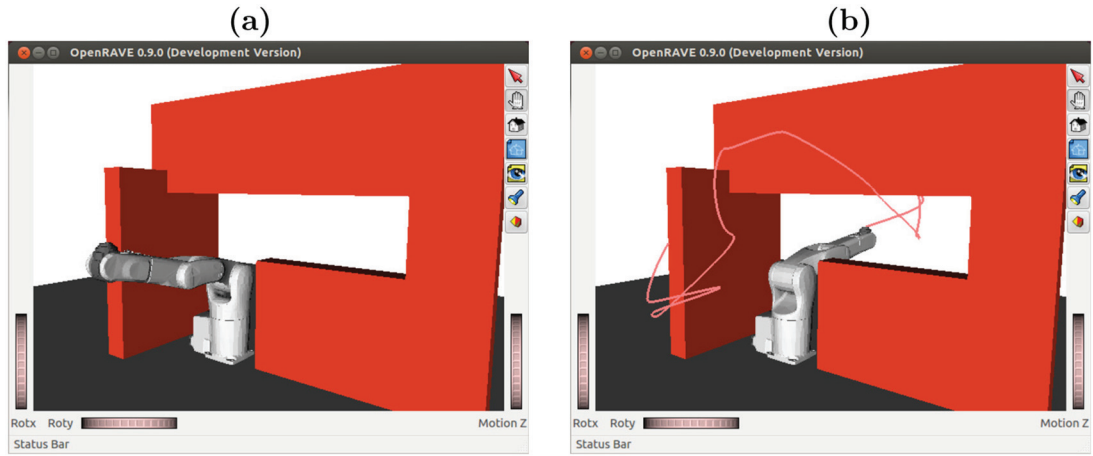 (a)
(b)
OpenRAVE 0.9.0 (Development Version)
OpenRAVE 0.9.0 (Development Version)
Rotx Roty Motion Z
Rotx Roty Motion Z
Status Bar
Status Bar